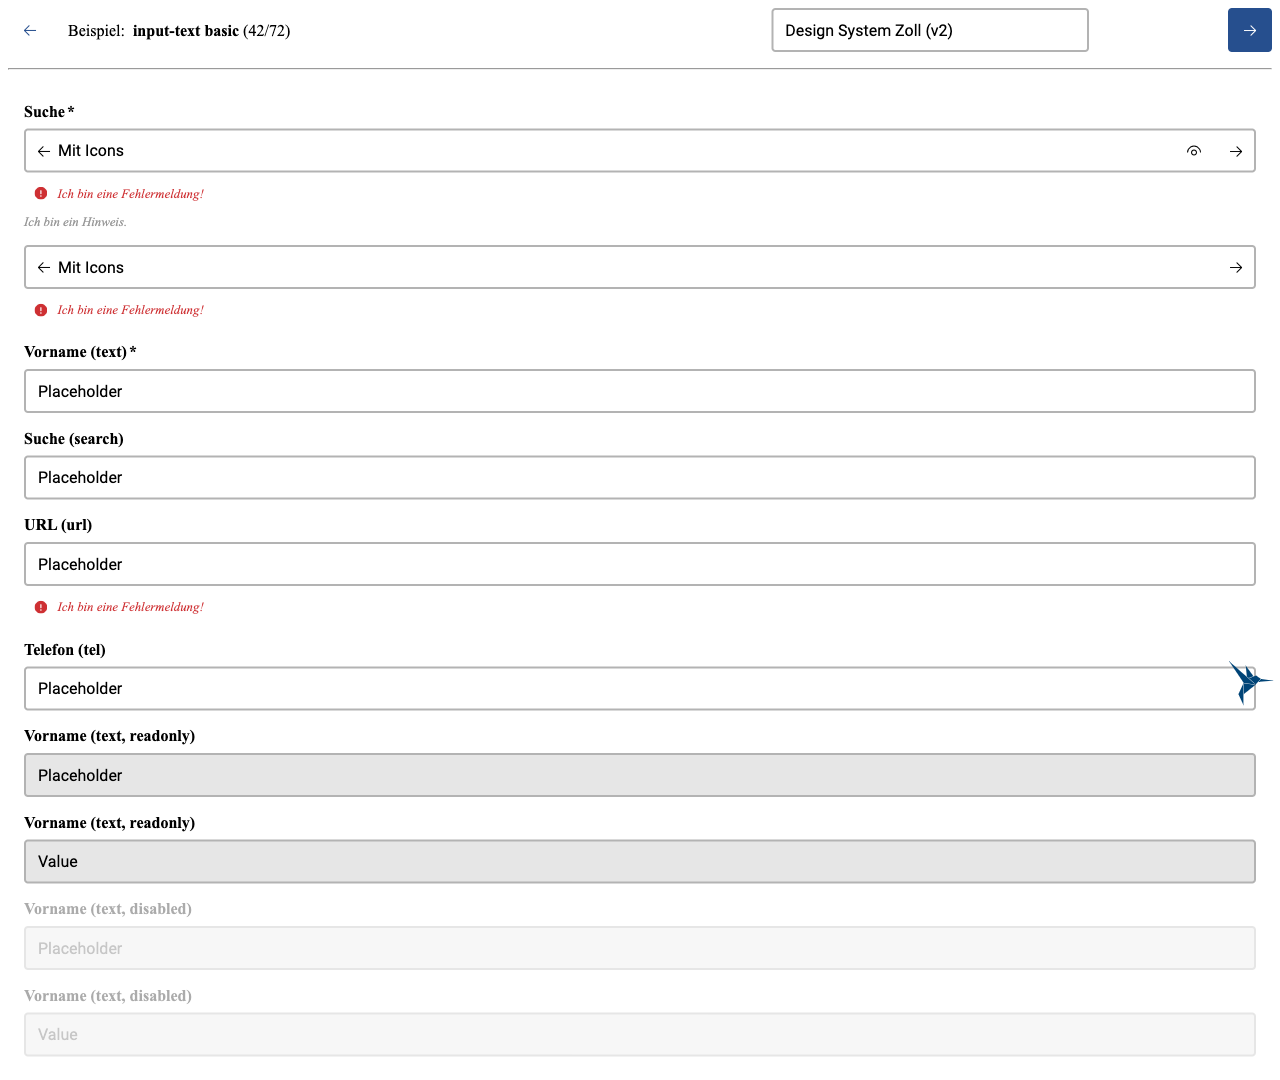 Beispiel: input-text basic (42/72)
Design System Zoll (v2)
Suche*
Mit Icons
Ich bin eine Fehlermeldung!
Ich bin ein Hinweis.
Mit Icons
Ich bin eine Fehlermeldung!
Vorname (text)*
Placeholder
Suche (search)
Placeholder
URL (url)
Placeholder
Ich bin eine Fehlermeldung!
Telefon (tel)
Placeholder
Vorname (text, readonly)
Placeholder
Vorname (text, readonly)
Value
Vorname (text, disabled)
Placeholder
Vorname (text, disabled)
Value